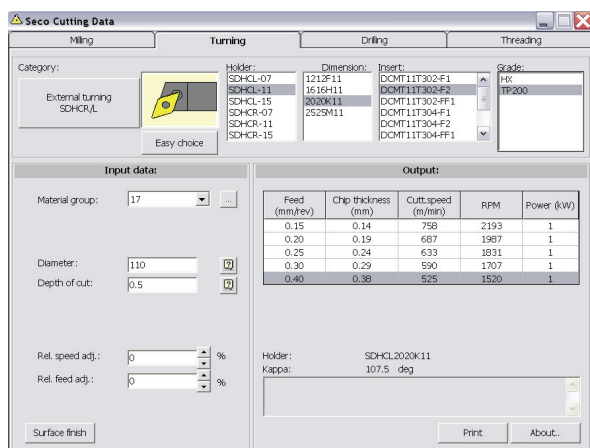 Seco Cutting Data
Milling Turning Drilling Threading
Category: Holder: Dimension: Insert: Grade:
External turning
SDHCR/L
Easy choice
SDHCL-07
SDHCL-11
SDHCL-15
SDHCR-07
SDHCR-11
SDHCR-15
1212F11
1616H11
2020K11
2525M11
DCMT11T302-F1
DCMT11T302-F2
DCMT11T302-FF1
DCMT11T304-F1
DCMT11T304-F2
DCMT11T304-FF1
HX
TP200
Input data:
Material group: 17 ...
Diameter: 110
Depth of cut: 0.5
Rel. speed adj.: 0 %
Rel. feed adj.: 0 %
Surface finish
Output:
Feed (mm/rev) Chip thickness (mm) Cutt.speed (m/min) RPM Power (kW)
0.15 0.14 758 2193 1
0.20 0.19 687 1987 1
0.25 0.24 633 1831 1
0.30 0.29 590 1707 1
0.40 0.38 525 1520 1
Holder: SDHCL2020K11
Kappa: 107.5 deg
Print About..